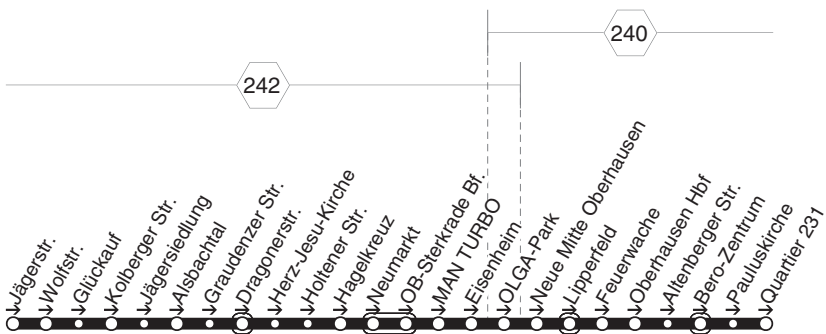 240
242
Jägerstr.
Wolfstr.
Glückauf
Kolberger Str.
Jägersiedlung
Alsbachtal
Graudenzer Str.
Dragonerstr.
Herz-Jesu-Kirche
Holtener Str.
Hagelkreuz
Neumarkt
OB-Sterkrade Bf.
MAN TURBO
Eisenheim
OLGA-Park
Neue Mitte Oberhausen
Lipperfeld
Feuerwache
Oberhausen Hbf
Altenberger Str.
Bero-Zentrum
Pauluskirche
Quartier 231